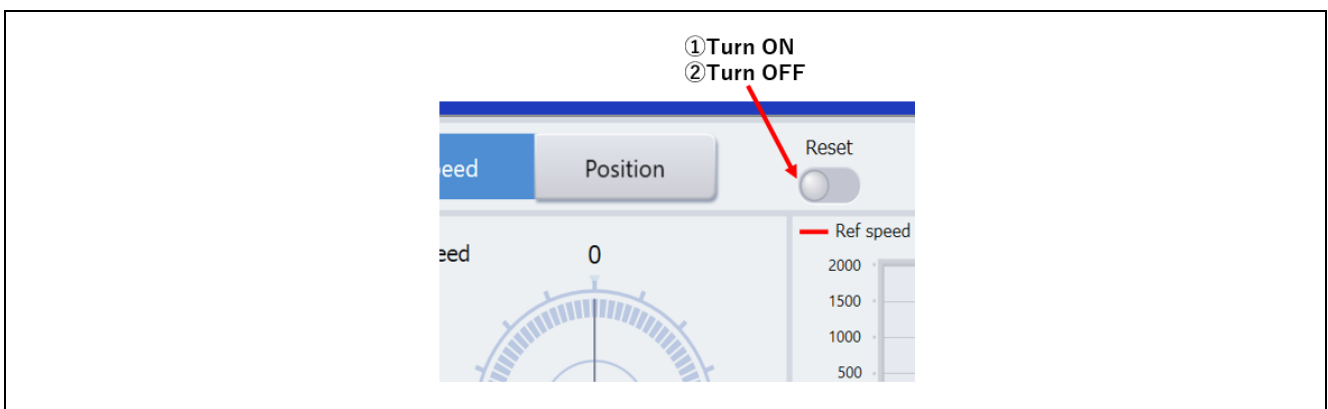 ①Turn ON
②Turn OFF
Reset
eed
Position
Ref speed
eed
0
2000
1500
1000
500